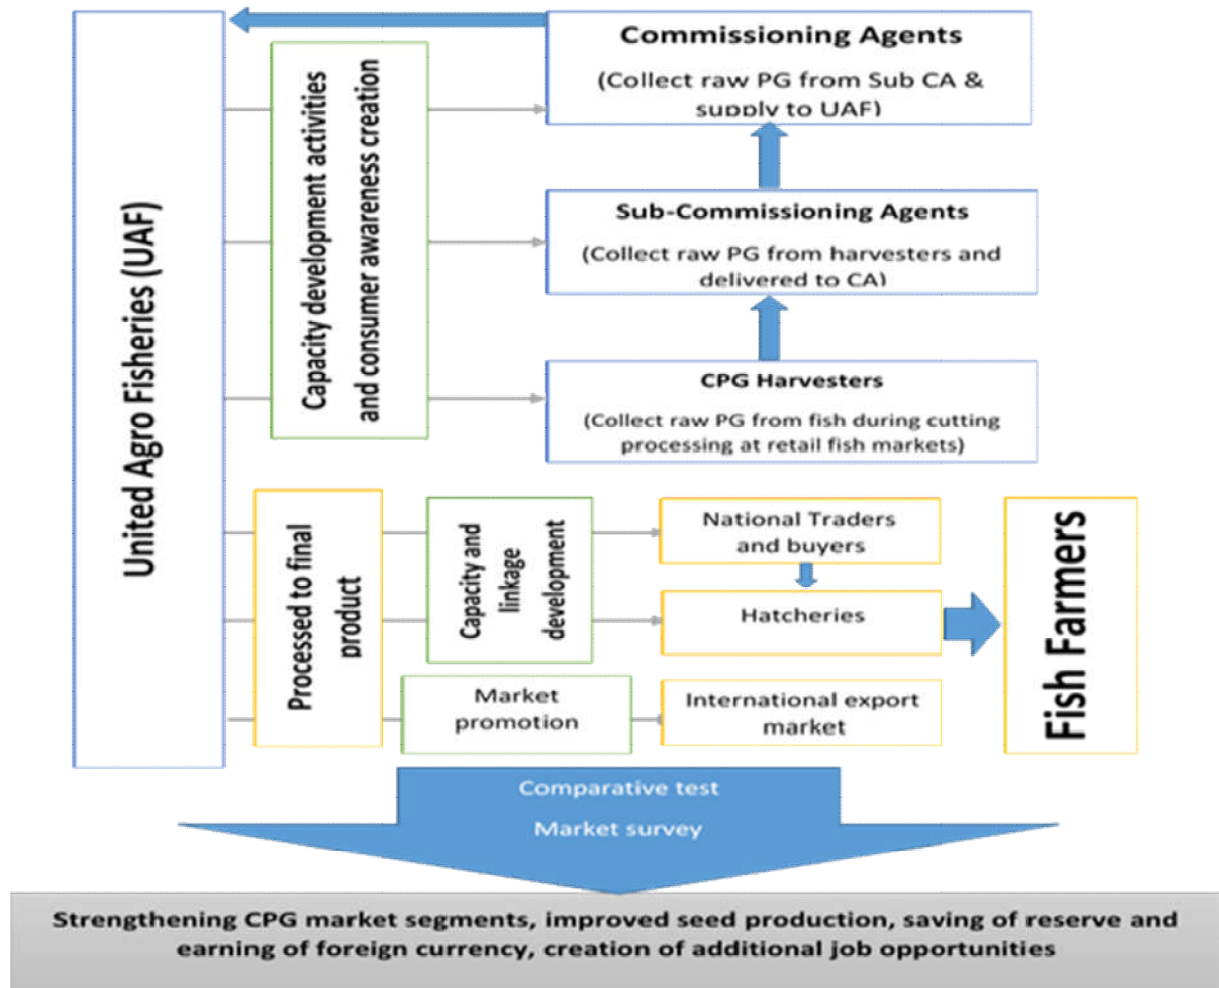 United Agro Fisheries (UAF)
Capacity development activities
and consumer awareness creation
Commissioning Agents
(Collect raw PG from Sub CA &
supply to UAF)
Sub-Commissioning Agents
(Collect raw PG from harvesters and
delivered to CA)
CPG Harvesters
(Collect raw PG from fish during cutting
processing at retail fish markets)
Processed to final
product
Capacity and
linkage
development
National Traders
and buyers
Hatcheries
Market
promotion
International export
market
Fish Farmers
Comparative test
Market survey
Strengthening CPG market segments, improved seed production, saving of reserve and
earning of foreign currency, creation of additional job opportunities